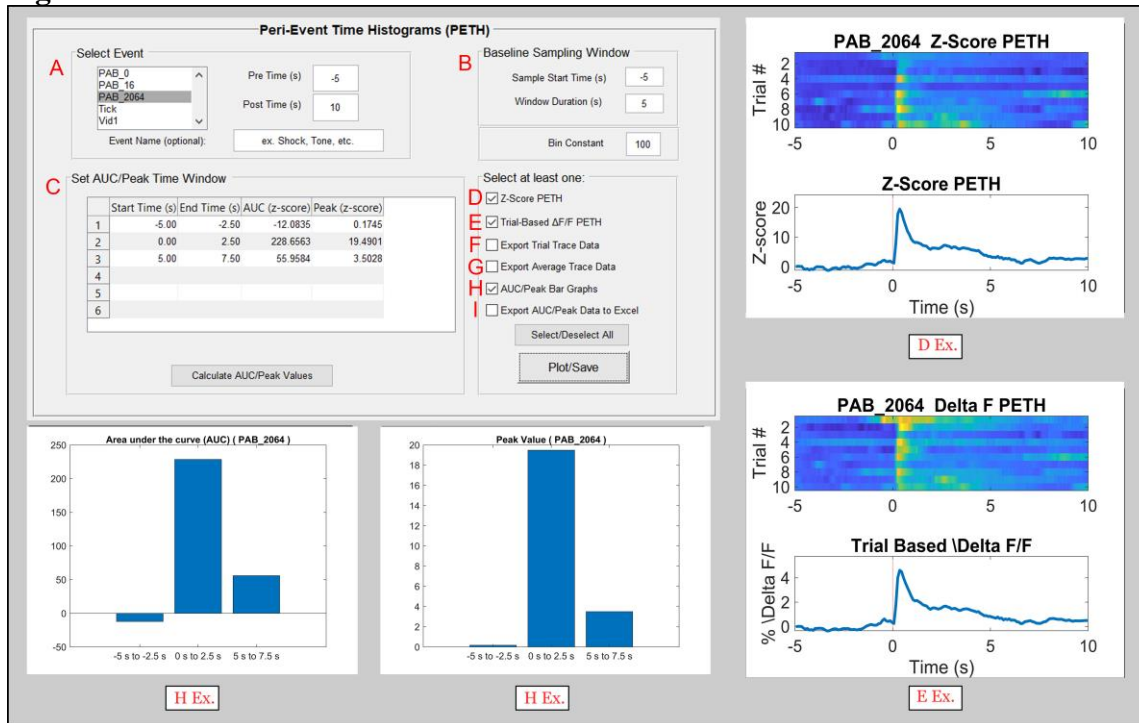 Peri-Event Time Histograms (PETH)
A
Select Event
PAB_0
PAB_16
PAB_2064
Tick
Vid1
Pre Time (s)
-5
Post Time (s)
10
Event Name (optional):
ex. Shock, Tone, etc.
B
Baseline Sampling Window
Sample Start Time (s)
-5
Window Duration (s)
5
Bin Constant
100
C
Set AUC/Peak Time Window
Start Time (s) End Time (s) AUC (z-score) Peak (z-score)
1 -5.00 -2.50 -12.0835 0.1745
2 0.00 2.50 228.6563 19.4901
3 5.00 7.50 55.9584 3.5028
4
5
6
Calculate AUC/Peak Values
Select at least one:
D Z-Score PETH
E Trial-Based ΔF/F PETH
F Export Trial Trace Data
G Export Average Trace Data
H AUC/Peak Bar Graphs
I Export AUC/Peak Data to Excel
Select/Deselect All
Plot/Save
PAB_2064 Z-Score PETH
Trial #
2
4
6
8
10
-5 0 5 10
Z-Score PETH
Z-score
20
10
0
-5 0 5 10
Time (s)
D Ex.
PAB_2064 Delta F PETH
Trial #
2
4
6
8
10
-5 0 5 10
Trial Based \Delta F/F
% \Delta F/F
4
2
0
-5 0 5 10
Time (s)
E Ex.
Area under the curve (AUC) ( PAB_2064 )
250
200
150
100
50
0
-50
-5 s to -2.5 s 0 s to 2.5 s 5 s to 7.5 s
H Ex.
Peak Value ( PAB_2064 )
20
18
16
14
12
10
8
6
4
2
0
-5 s to -2.5 s 0 s to 2.5 s 5 s to 7.5 s
H Ex.